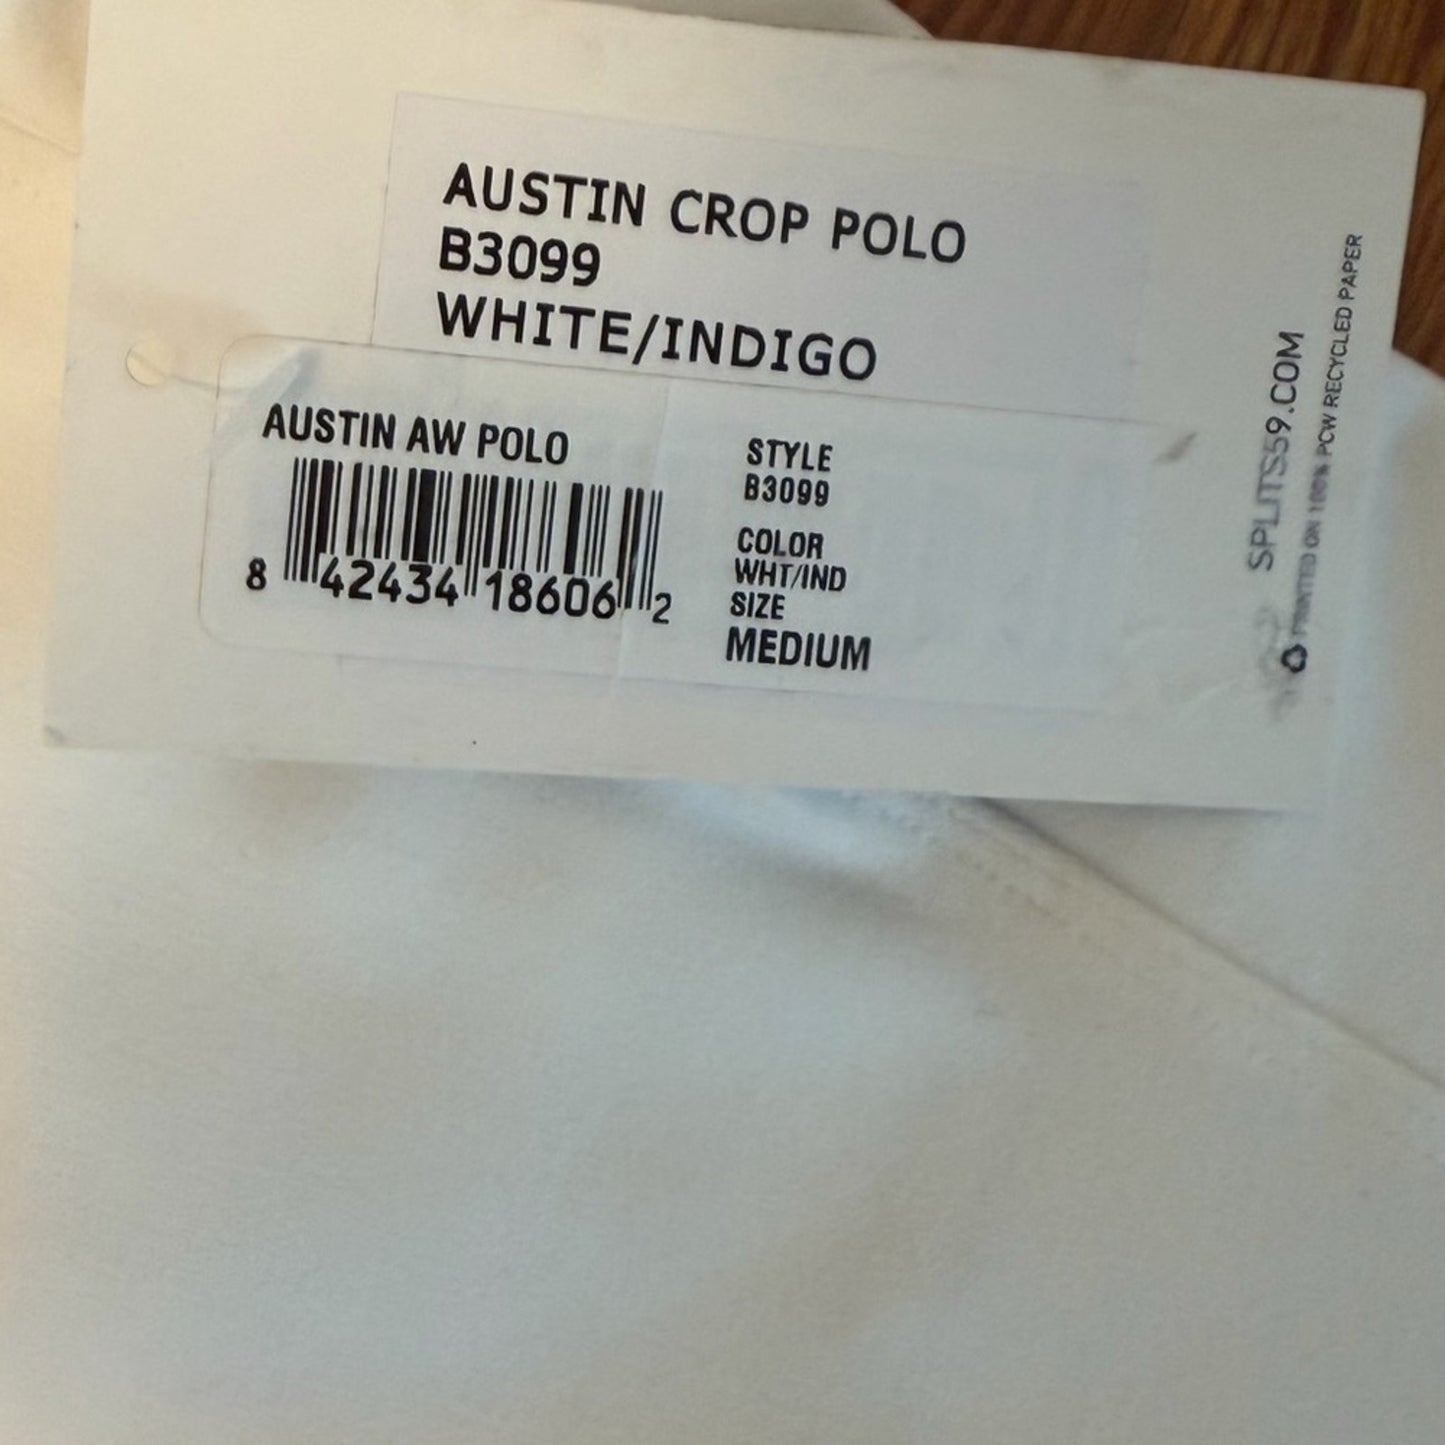 AUSTIN CROP POLO
B3099
WHITE/INDIGO
AUSTIN AW POLO
8 42434 18606 2
STYLE
B3099
COLOR
WHT/IND
SIZE
MEDIUM
SPLITS59.COM
PRINTED ON 100% PCW RECYCLED PAPER